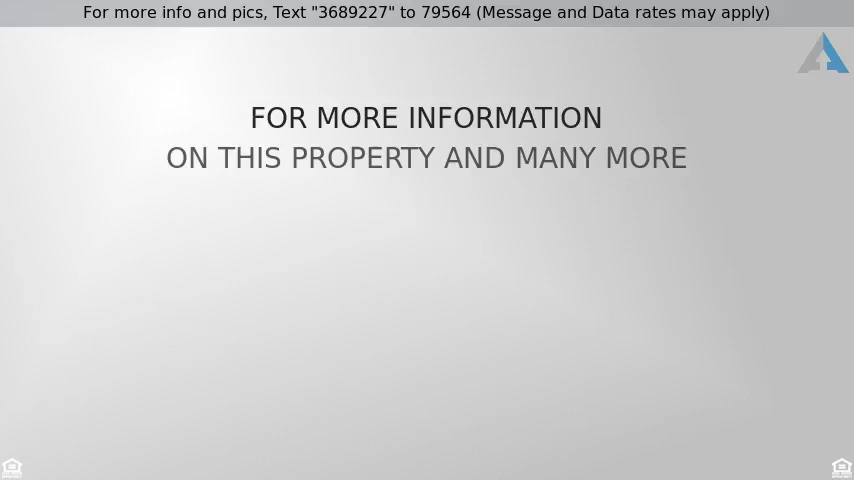 For more info and pics, Text "3689227" to 79564 (Message and Data rates may apply)
FOR MORE INFORMATION
ON THIS PROPERTY AND MANY MORE